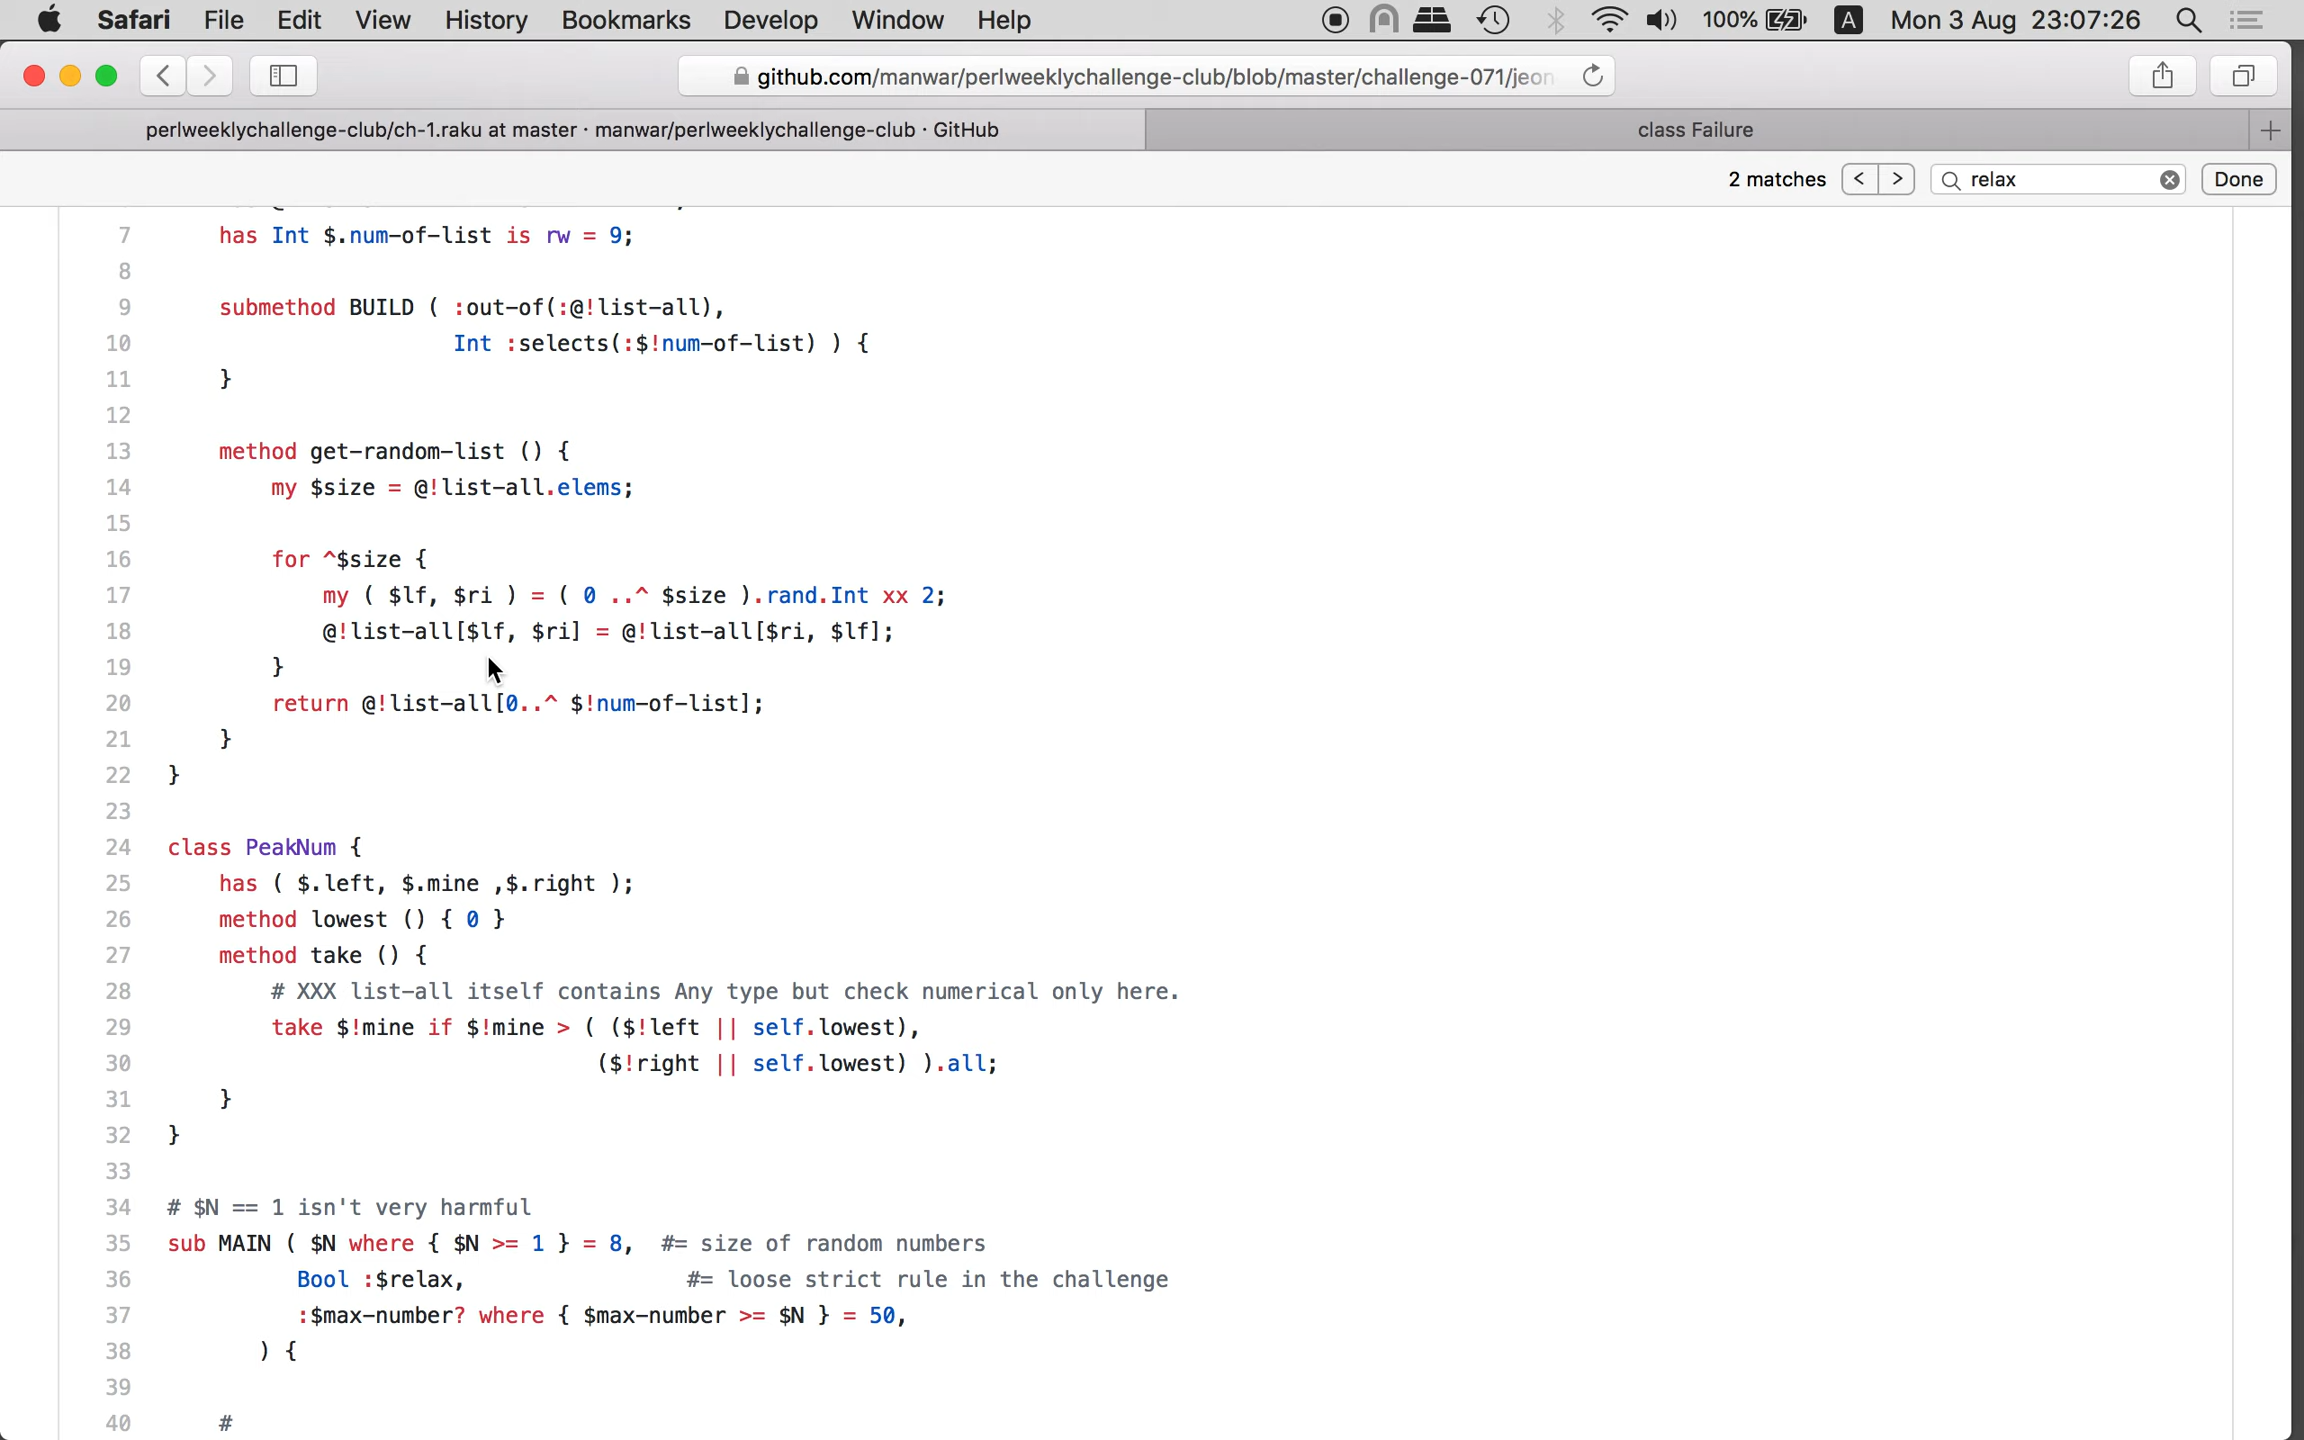 Safari File Edit View History Bookmarks Develop Window Help 100% A Mon 3 Aug 23:07:26
github.com/manwar/perlweeklychallenge-club/blob/master/challenge-071/jeon
perlweeklychallenge-club/ch-1.raku at master · manwar/perlweeklychallenge-club · GitHub class Failure
2 matches < > relax Done
7 has Int $.num-of-list is rw = 9;
8
9 submethod BUILD ( :out-of(:@!list-all),
10 Int :selects(:$!num-of-list) ) {
11 }
12
13 method get-random-list () {
14 my $size = @!list-all.elems;
15
16 for ^$size {
17 my ( $lf, $ri ) = ( 0 ..^ $size ).rand.Int xx 2;
18 @!list-all[$lf, $ri] = @!list-all[$ri, $lf];
19 }
20 return @!list-all[0..^ $!num-of-list];
21 }
22 }
23
24 class PeakNum {
25 has ( $.left, $.mine ,$.right );
26 method lowest () { 0 }
27 method take () {
28 # XXX list-all itself contains Any type but check numerical only here.
29 take $!mine if $!mine > ( ($!left || self.lowest),
30 ($!right || self.lowest) ).all;
31 }
32 }
33
34 # $N == 1 isn't very harmful
35 sub MAIN ( $N where { $N >= 1 } = 8, #= size of random numbers
36 Bool :$relax, #= loose strict rule in the challenge
37 :$max-number? where { $max-number >= $N } = 50,
38 ) {
39
40 #